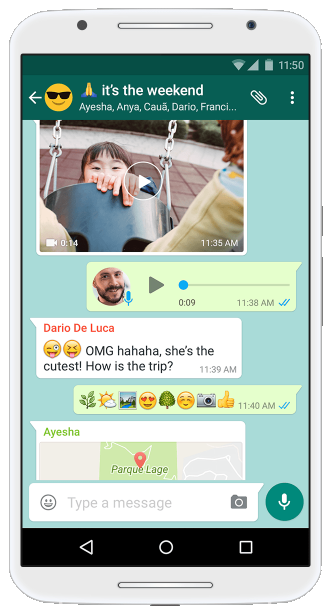 11:50
it's the weekend
Ayesha, Anya, Cauã, Dario, Franci...
0:14
11:35 AM
0:09
11:38 AM
Dario De Luca
OMG hahaha, she's the
cutest! How is the trip?
11:39 AM
11:40 AM
Ayesha
Parque Lage
Type a message